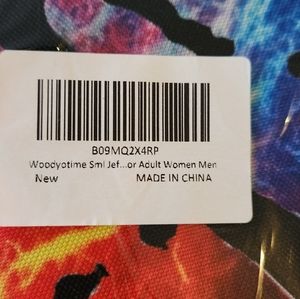 B09MQ2X4RP
Woodyotime Sml Jef...or Adult Women Men
New MADE IN CHINA